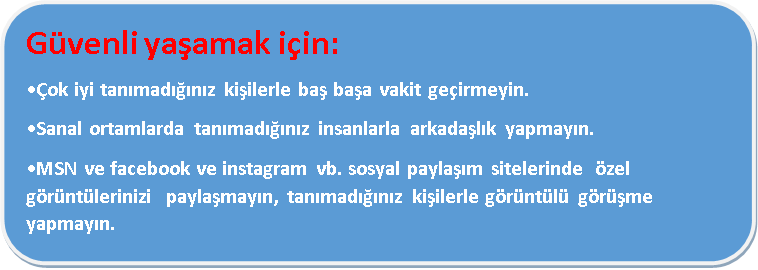 Güvenli yaşamak için:
•Çok iyi tanımadığınız kişilerle baş başa vakit geçirmeyin.
•Sanal ortamlarda tanımadığınız insanlarla arkadaşlık yapmayın.
•MSN ve facebook ve instagram vb. sosyal paylaşım sitelerinde özel
görüntülerinizi paylaşmayın, tanımadığınız kişilerle görüntülü görüşme
yapmayın.